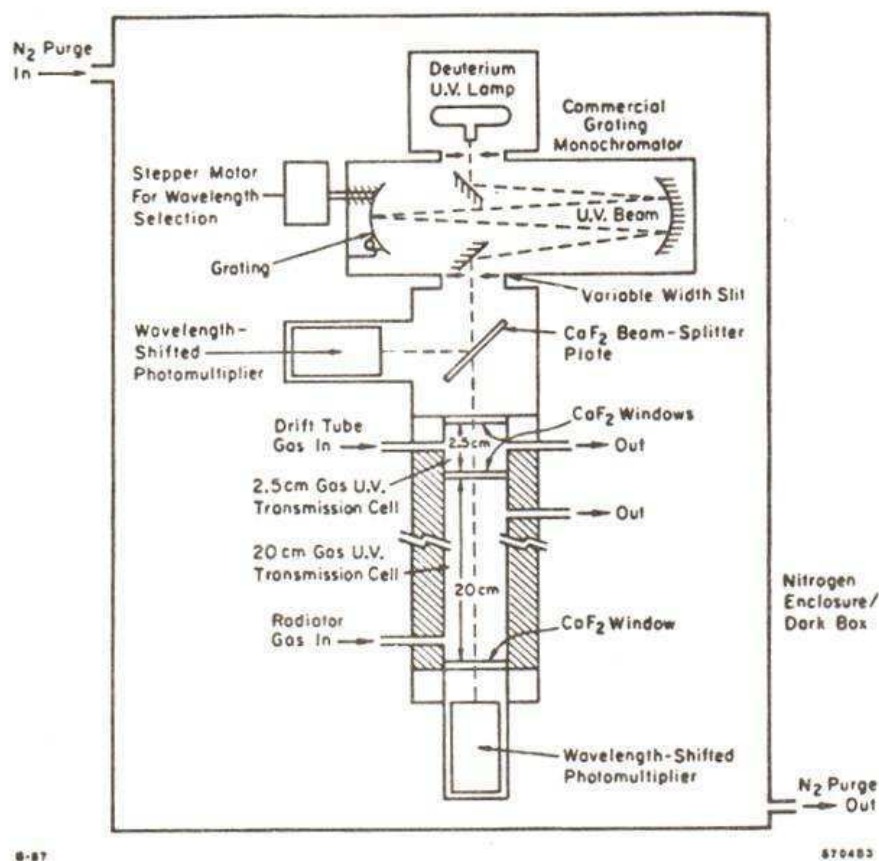 N2 Purge
In
Deuterium
U.V. Lamp
Commercial
Grating
Monochromator
Stepper Motor
For Wavelength
Selection
U.V. Beam
Grating
Variable Width Slit
Wavelength-
Shifted
Photomultiplier
CaF2 Beam-Splitter
Plate
Drift Tube
Gas In
2.5cm
CaF2 Windows
Out
2.5cm Gas U.V.
Transmission Cell
Out
20cm Gas U.V.
Transmission Cell
20cm
Nitrogen
Enclosure/
Dark Box
Radiator
Gas In
CaF2 Window
Wavelength-Shifted
Photomultiplier
N2 Purge
Out
8-87
5704B3